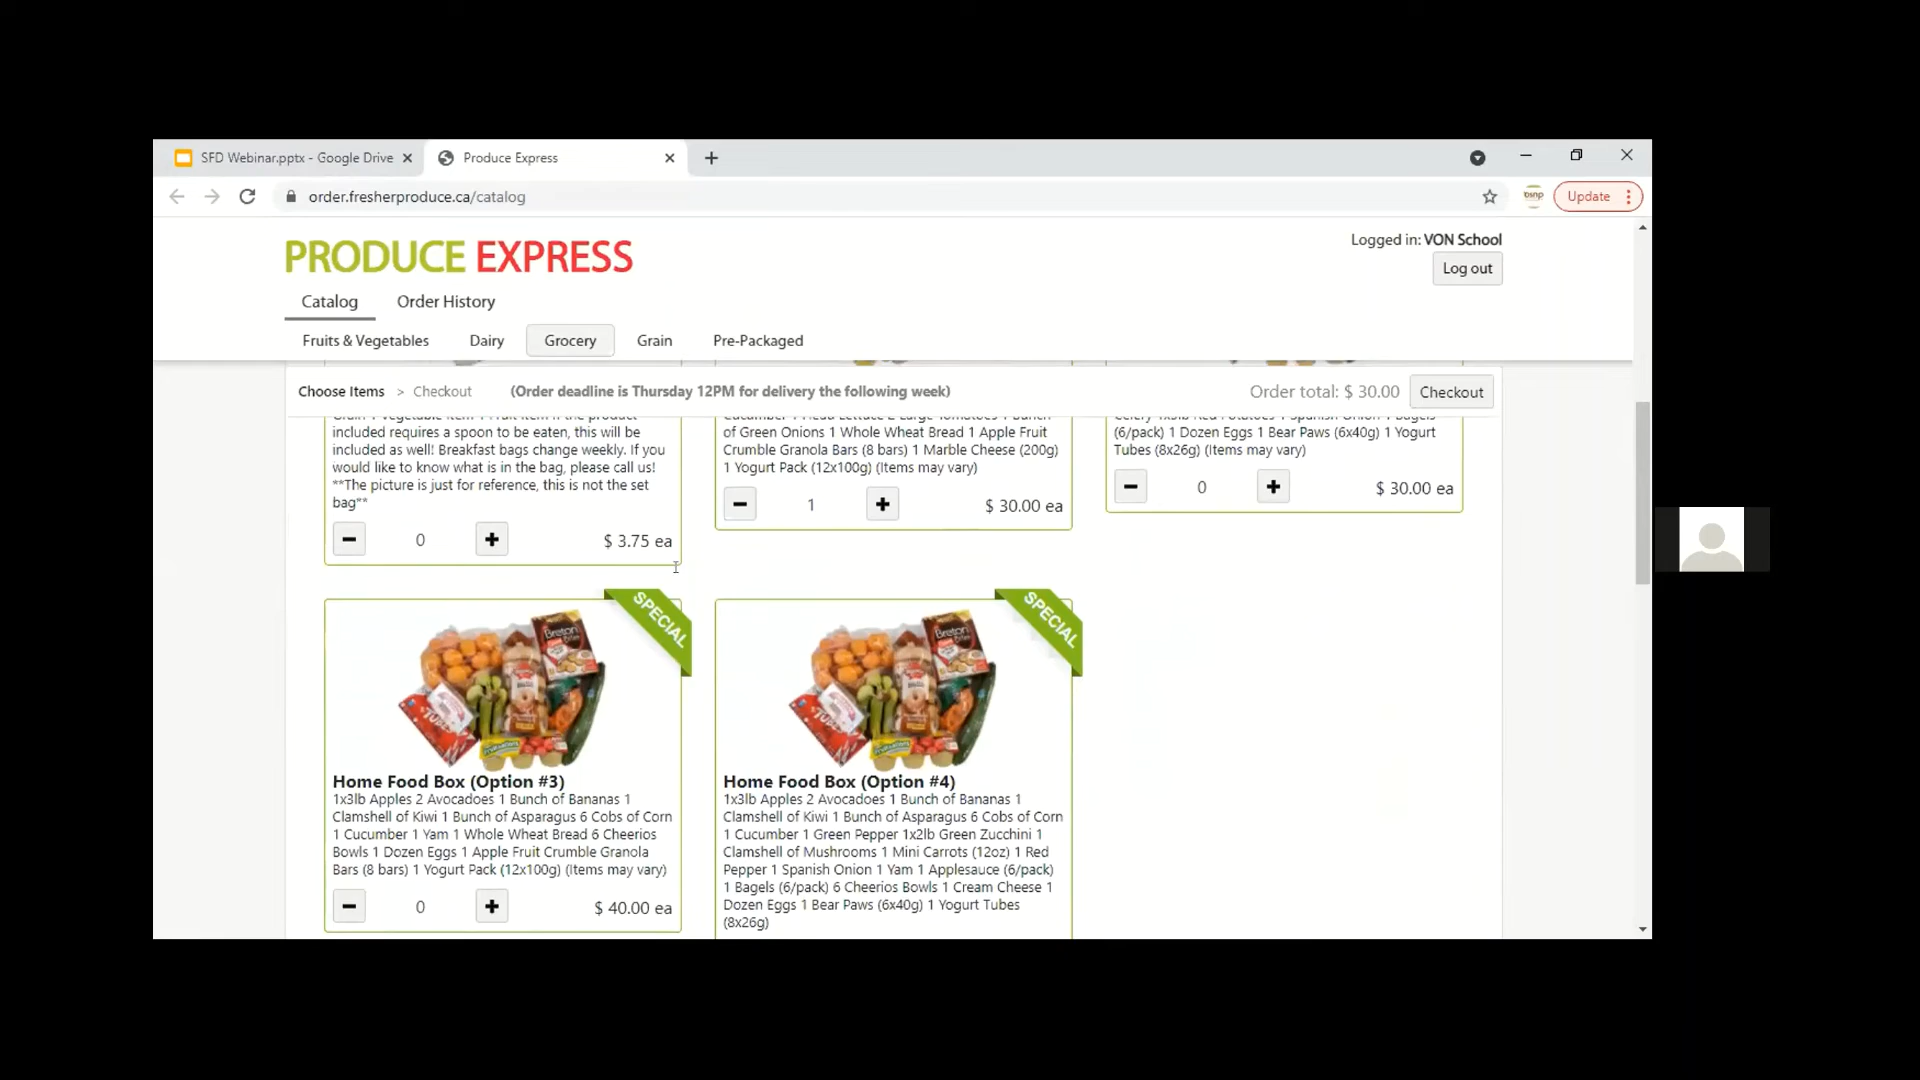 SFD Webinar.pptx - Google Drive
Produce Express
order.fresherproduce.ca/catalog
Update
PRODUCE EXPRESS
Logged in: VON School
Log out
Catalog
Order History
Fruits & Vegetables
Dairy
Grocery
Grain
Pre-Packaged
Choose Items > Checkout
(Order deadline is Thursday 12PM for delivery the following week)
Order total: $ 30.00
Checkout
included requires a spoon to be eaten, this will be
included as well! Breakfast bags change weekly. If you
would like to know what is in the bag, please call us!
**The picture is just for reference, this is not the set
bag**
0
$ 3.75 ea
of Green Onions 1 Whole Wheat Bread 1 Apple Fruit
Crumble Granola Bars (8 bars) 1 Marble Cheese (200g)
1 Yogurt Pack (12x100g) (Items may vary)
1
$ 30.00 ea
(6/pack) 1 Dozen Eggs 1 Bear Paws (6x40g) 1 Yogurt
Tubes (8x26g) (Items may vary)
0
$ 30.00 ea
SPECIAL
Breton
Home Food Box (Option #3)
1x3lb Apples 2 Avocadoes 1 Bunch of Bananas 1
Clamshell of Kiwi 1 Bunch of Asparagus 6 Cobs of Corn
1 Cucumber 1 Yam 1 Whole Wheat Bread 6 Cheerios
Bowls 1 Dozen Eggs 1 Apple Fruit Crumble Granola
Bars (8 bars) 1 Yogurt Pack (12x100g) (Items may vary)
0
$ 40.00 ea
SPECIAL
Breton
Home Food Box (Option #4)
1x3lb Apples 2 Avocadoes 1 Bunch of Bananas 1
Clamshell of Kiwi 1 Bunch of Asparagus 6 Cobs of Corn
1 Cucumber 1 Green Pepper 1x2lb Green Zucchini 1
Clamshell of Mushrooms 1 Mini Carrots (12oz) 1 Red
Pepper 1 Spanish Onion 1 Yam 1 Applesauce (6/pack)
1 Bagels (6/pack) 6 Cheerios Bowls 1 Cream Cheese 1
Dozen Eggs 1 Bear Paws (6x40g) 1 Yogurt Tubes
(8x26g)